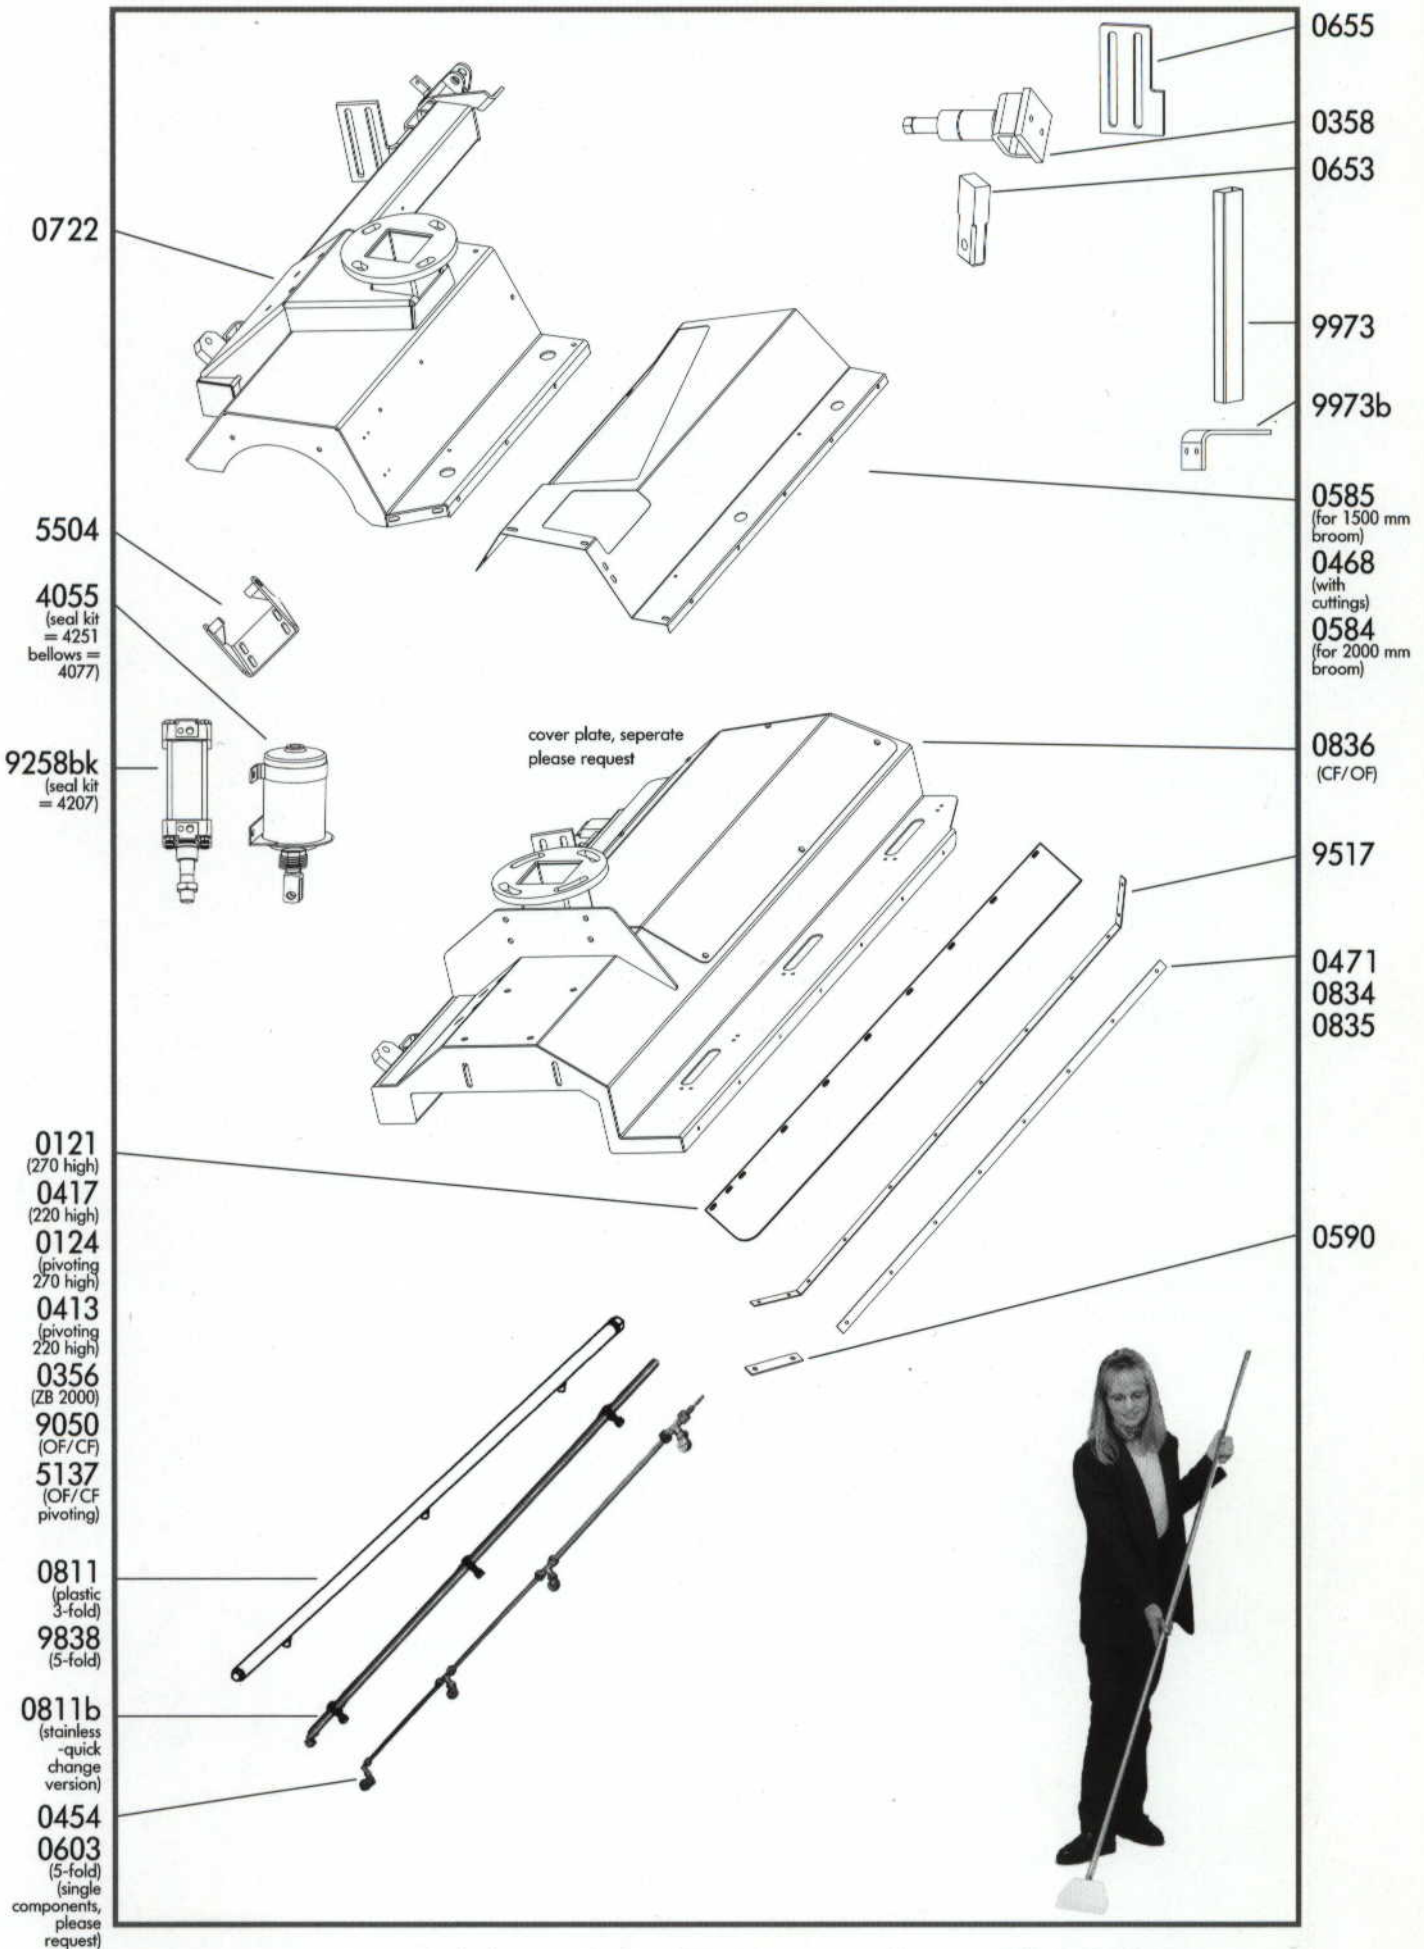 0722
5504
4055
(seal kit
= 4251
bellows =
4077)
9258bk
(seal kit
= 4207)
0121
(270 high)
0417
(220 high)
0124
(pivoting
270 high)
0413
(pivoting
220 high)
0356
(ZB 2000)
9050
(OF/CF)
5137
(OF/CF
pivoting)
0811
(plastic
3-fold)
9838
(5-fold)
0811b
(stainless
-quick
change
version)
0454
0603
(5-fold)
(single
components,
please
request)
cover plate, seperate
please request
0655
0358
0653
9973
9973b
0585
(for 1500 mm
broom)
0468
(with
cuttings)
0584
(for 2000 mm
broom)
0836
(CF/OF)
9517
0471
0834
0835
0590